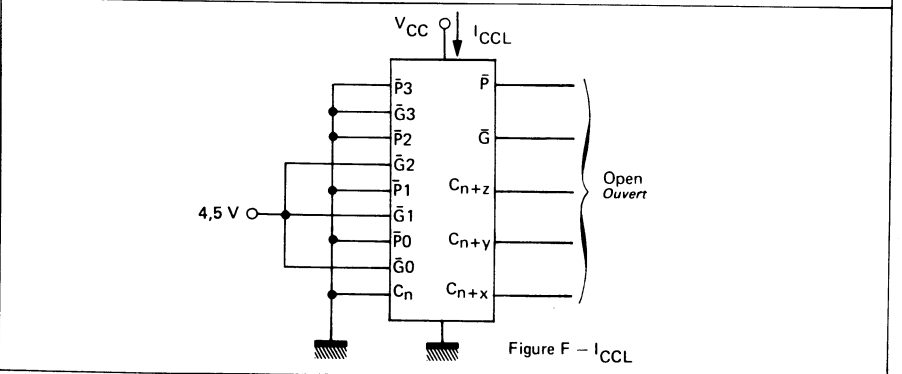 V_CC
I_CCL
P̄3
Ḡ3
P̄2
Ḡ2
P̄1
Ḡ1
P̄0
Ḡ0
C_n
4,5 V
P̄
Ḡ
C_n+z
C_n+y
C_n+x
Open
Ouvert
Figure F – I_CCL